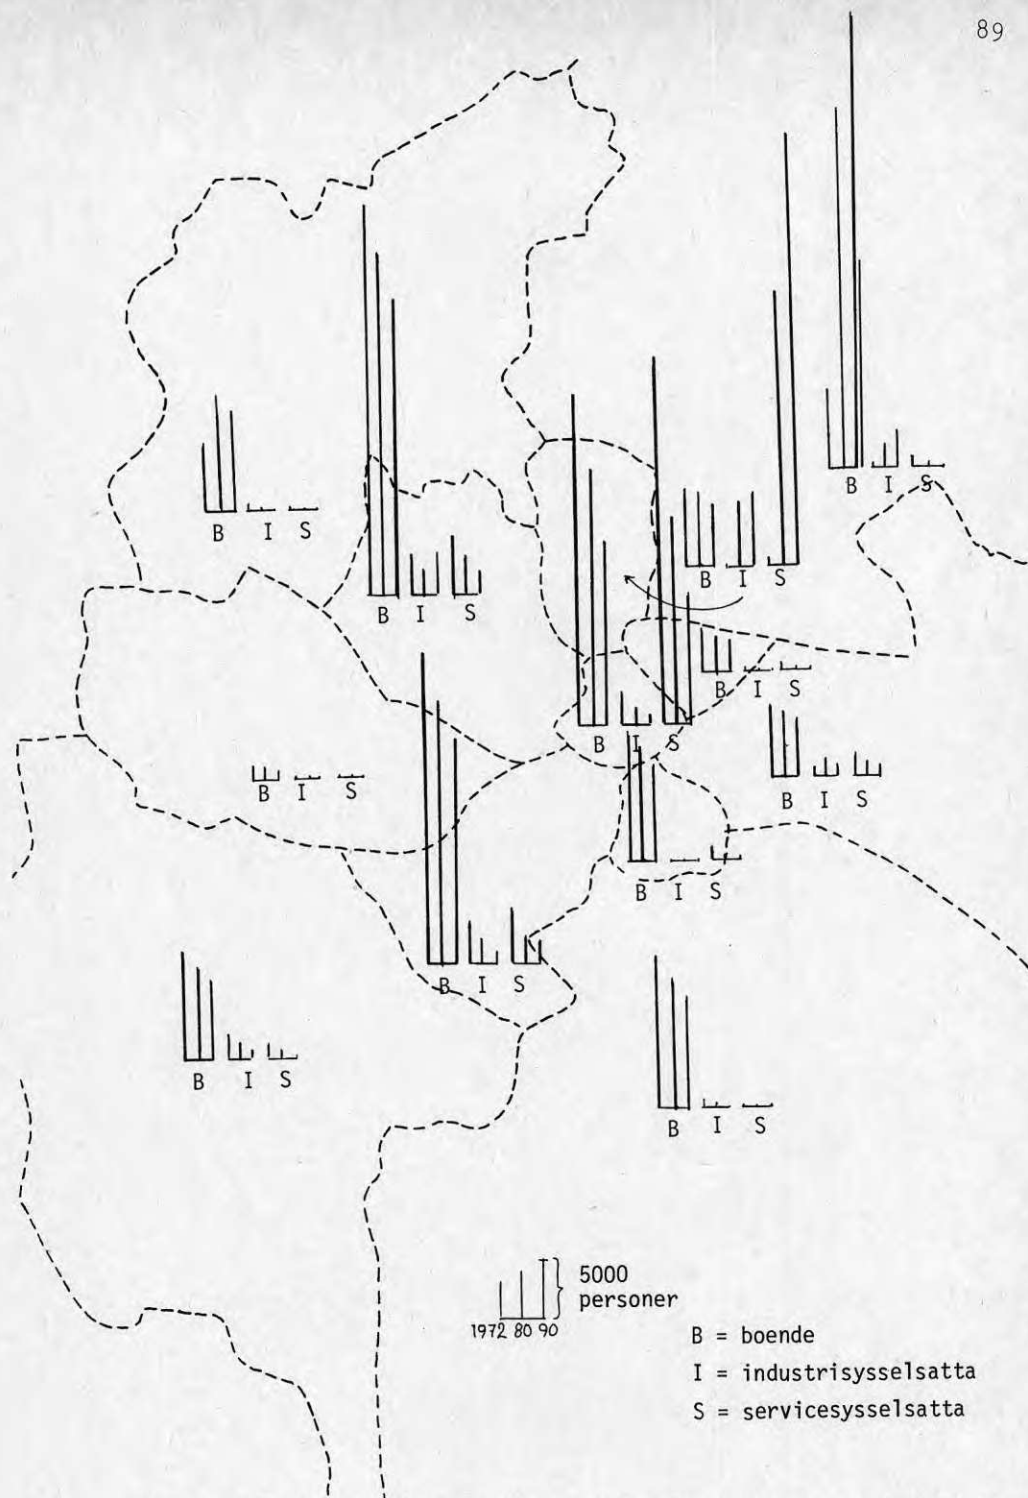 89
B I S
B I S
B I S
B I S
B I S
B I S
B I S
B I S
B I S
B I S
B I S
B I S
5000
personer
1972 80 90
B = boende
I = industrisysselsatta
S = servicesysselsatta